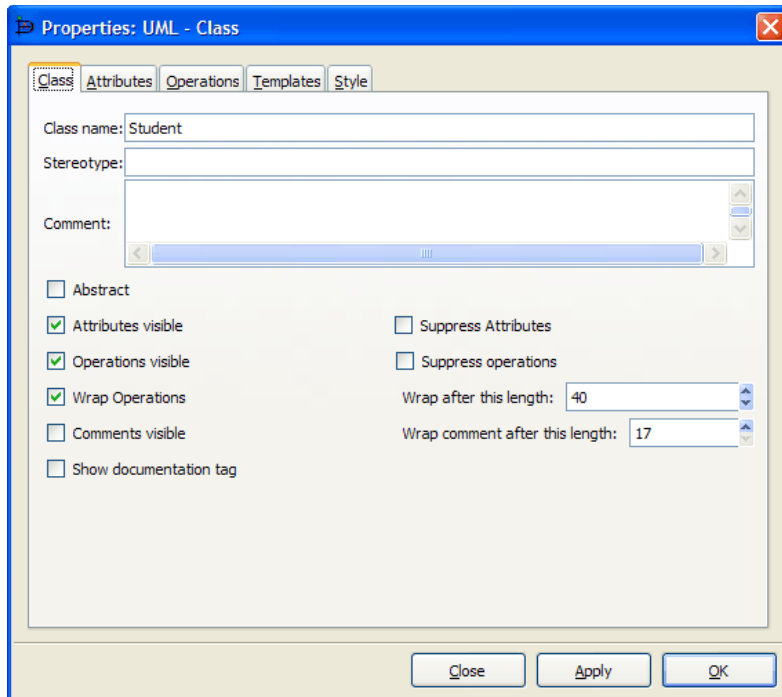 Properties: UML - Class
Class Attributes Operations Templates Style
Class name: Student
Stereotype:
Comment:
Abstract
Attributes visible Suppress Attributes
Operations visible Suppress operations
Wrap Operations Wrap after this length: 40
Comments visible Wrap comment after this length: 17
Show documentation tag
Close Apply OK